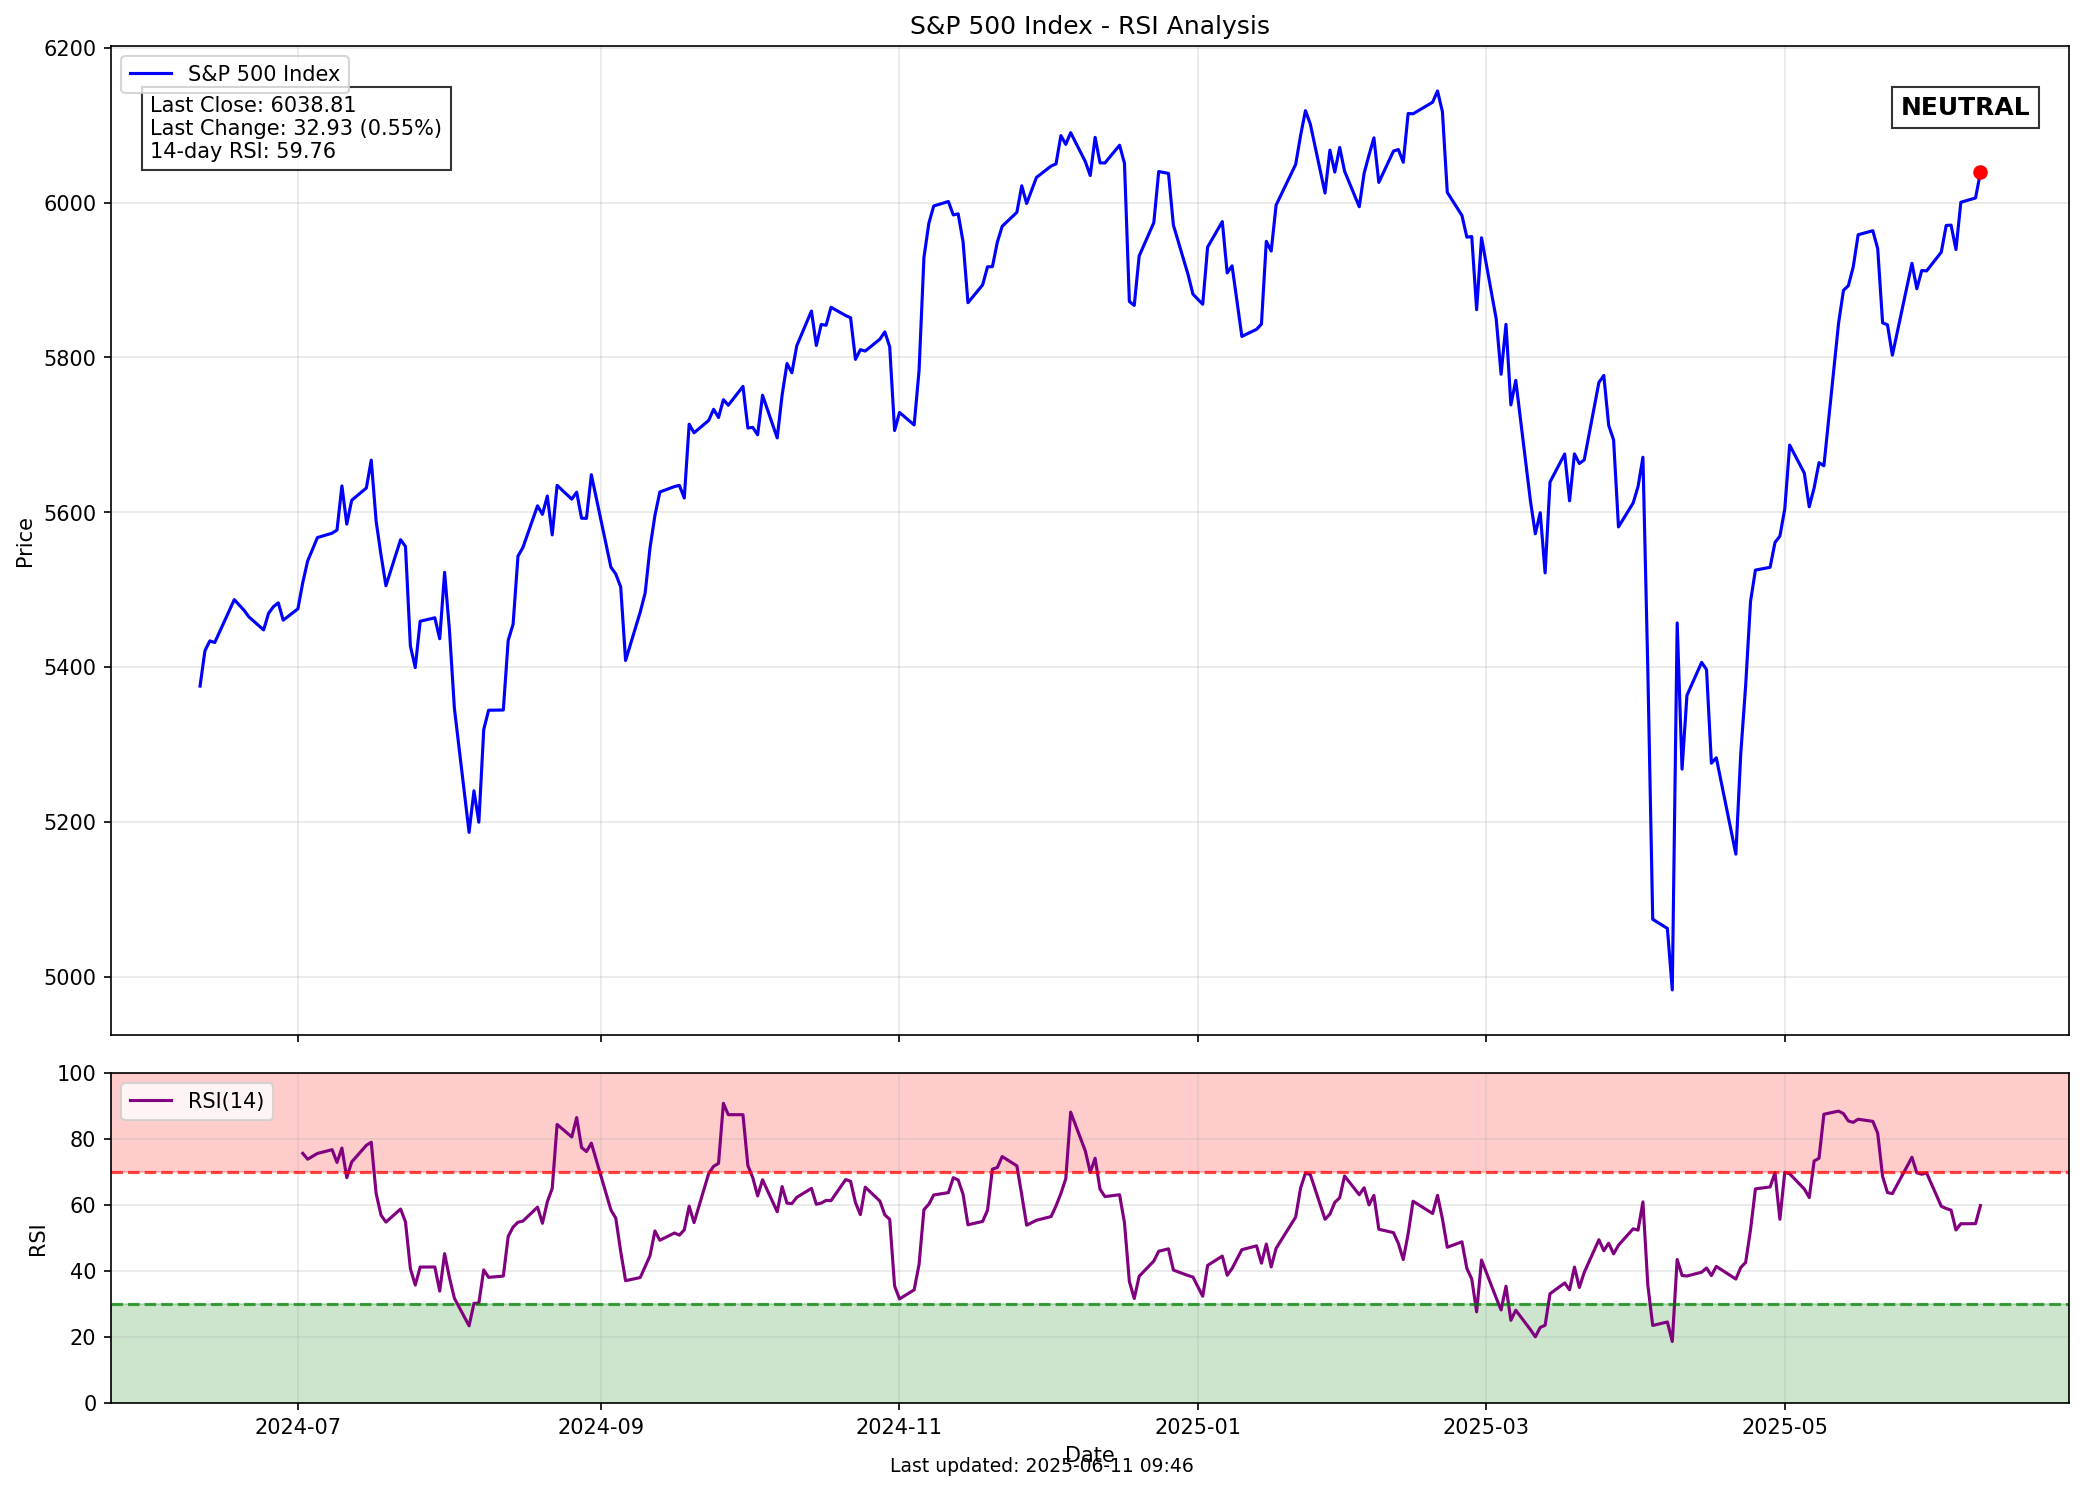 S&P 500 Index - RSI Analysis
6200
6000
5800
5600
5400
5200
5000
Price
S&P 500 Index
Last Close: 6038.81
Last Change: 32.93 (0.55%)
14-day RSI: 59.76
NEUTRAL
100
80
60
40
20
0
RSI
RSI(14)
2024-07
2024-09
2024-11
2025-01
2025-03
2025-05
Date
Last updated: 2025-06-11 09:46